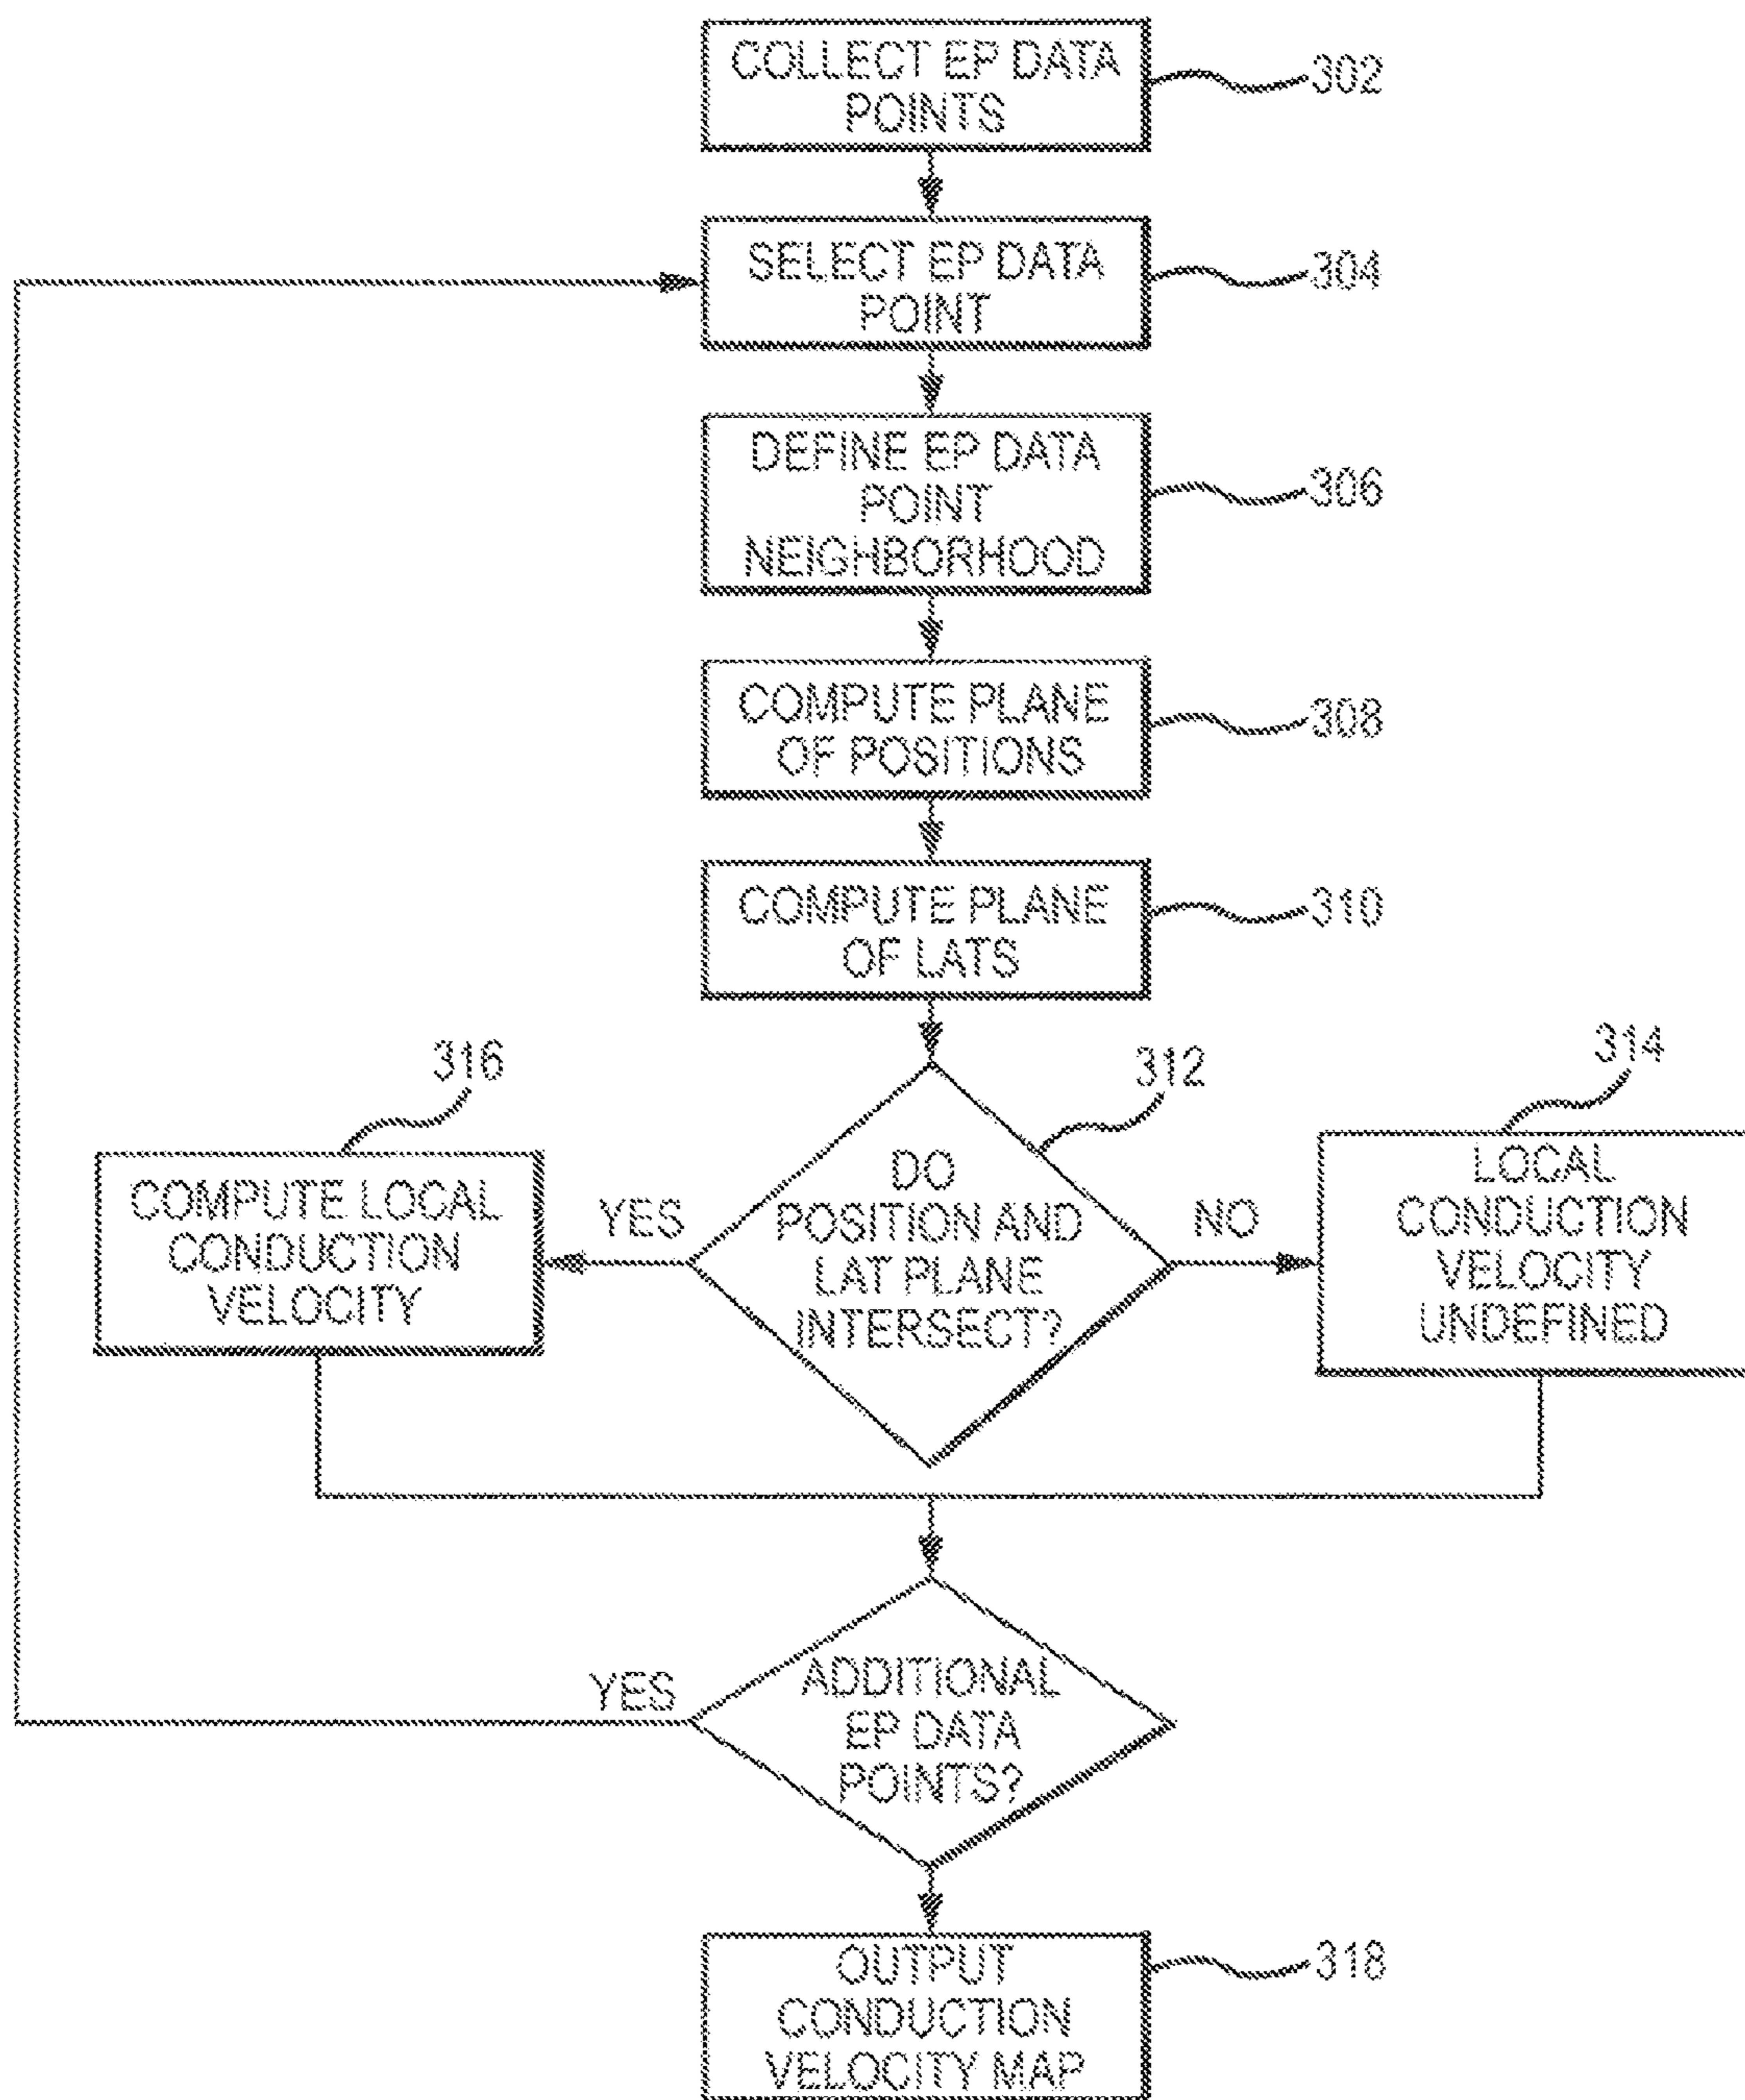 COLLECT EP DATA
POINTS
302
SELECT EP DATA
POINT
304
DEFINE EP DATA
POINT
NEIGHBORHOOD
306
COMPUTE PLANE
OF POSITIONS
308
COMPUTE PLANE
OF LATS
310
316
312
314
COMPUTE LOCAL
CONDUCTION
VELOCITY
YES
DO
POSITION AND
LAT PLANE
INTERSECT?
NO
LOCAL
CONDUCTION
VELOCITY
UNDEFINED
YES
ADDITIONAL
EP DATA
POINTS?
OUTPUT
CONDUCTION
VELOCITY MAP
318